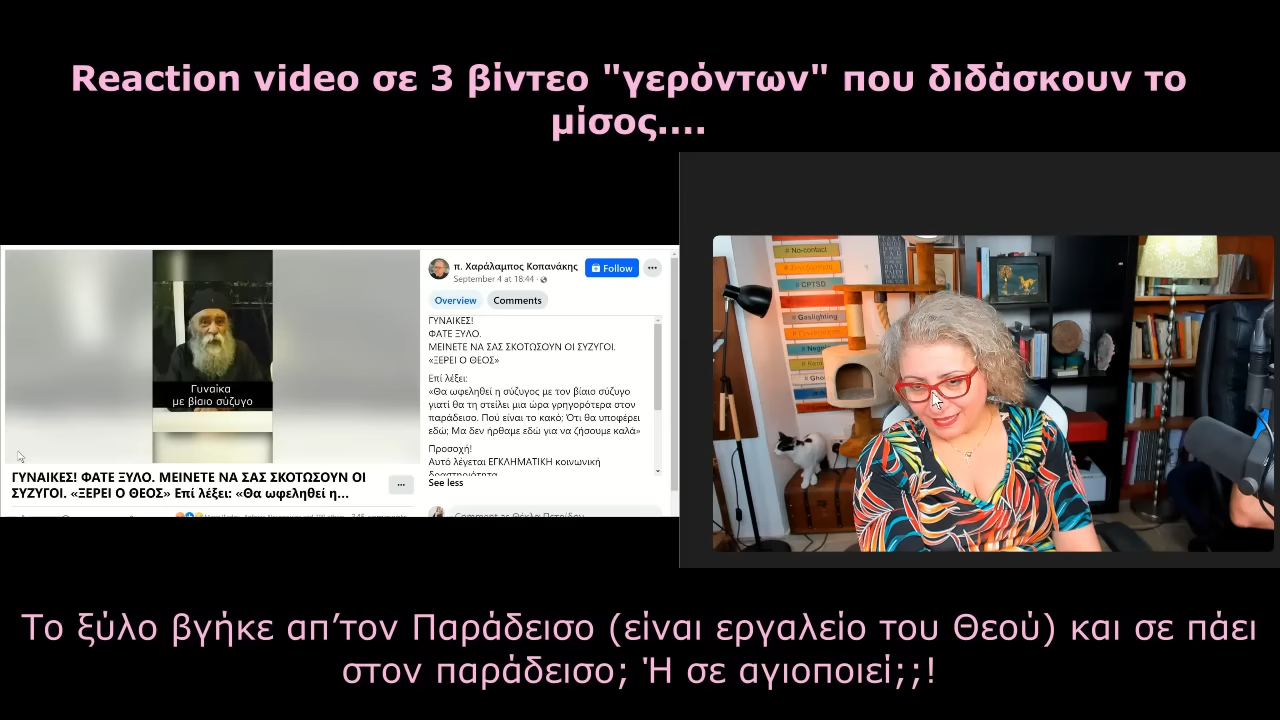 Reaction video σε 3 βίντεο "γερόντων" που διδάσκουν το
μίσος....
Γυναίκα
με βίαιο σύζυγο
ΓΥΝΑΙΚΕΣ! ΦΑΤΕ ΞΥΛΟ. ΜΕΙΝΕΤΕ ΝΑ ΣΑΣ ΣΚΟΤΩΣΟΥΝ ΟΙ
ΣΥΖΥΓΟΙ. «ΞΕΡΕΙ Ο ΘΕΟΣ» Επί λέξει: «Θα ωφεληθεί η...
π. Χαράλαμπος Κοπανάκης
Follow
September 4 at 18:44
Overview
Comments
ΓΥΝΑΙΚΕΣ!
ΦΑΤΕ ΞΥΛΟ.
ΜΕΙΝΕΤΕ ΝΑ ΣΑΣ ΣΚΟΤΩΣΟΥΝ ΟΙ ΣΥΖΥΓΟΙ.
«ΞΕΡΕΙ Ο ΘΕΟΣ»
Επί λέξει:
«Θα ωφεληθεί η σύζυγος με τον βίαιο σύζυγο
γιατί θα τη στείλει μια ώρα γρηγορότερα στον
παράδεισο. Πού είναι το κακό; Ότι θα υποφέρει
εδώ; Μα δεν ήρθαμε εδώ για να ζήσουμε καλά»
Προσοχή!
Αυτό λέγεται ΕΓΚΛΗΜΑΤΙΚΗ κοινωνική
δραστηριότητα
See less
Comment as Θέκλα Πετρίδου
# No-contact
# CPTSD
# Gaslighting
Το ξύλο βγήκε απ’τον Παράδεισο (είναι εργαλείο του Θεού) και σε πάει
στον παράδεισο; Ή σε αγιοποιεί;;!